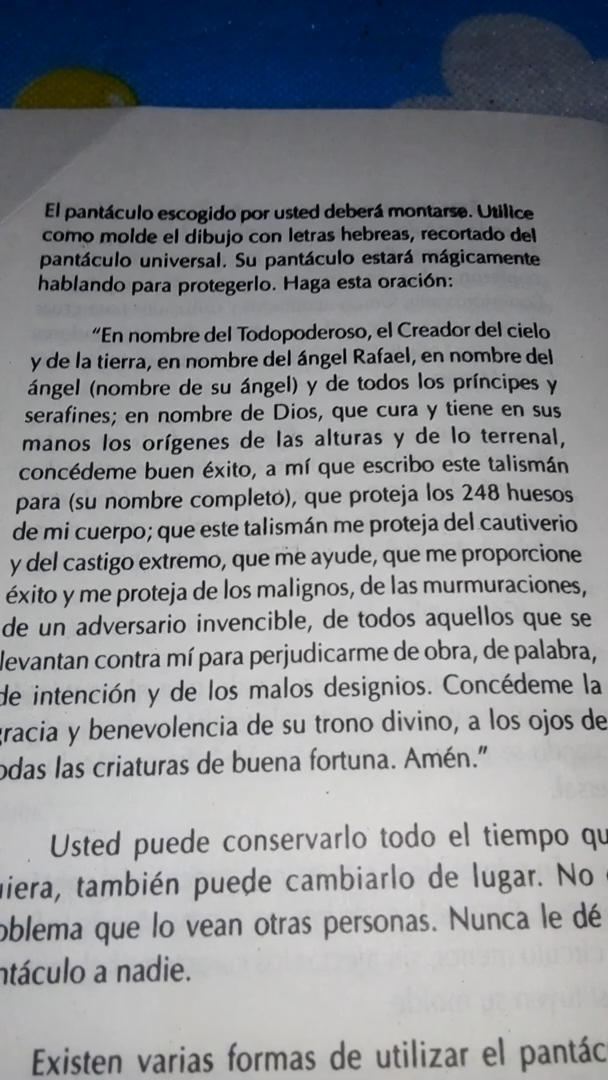 El pantáculo escogido por usted deberá montarse. Utilice
como molde el dibujo con letras hebreas, recortado del
pantáculo universal. Su pantáculo estará mágicamente
hablando para protegerlo. Haga esta oración:
"En nombre del Todopoderoso, el Creador del cielo
y de la tierra, en nombre del ángel Rafael, en nombre del
ángel (nombre de su ángel) y de todos los príncipes y
serafines; en nombre de Dios, que cura y tiene en sus
manos los orígenes de las alturas y de lo terrenal,
concédeme buen éxito, a mí que escribo este talismán
para (su nombre completo), que proteja los 248 huesos
de mi cuerpo; que este talismán me proteja del cautiverio
y del castigo extremo, que me ayude, que me proporcione
éxito y me proteja de los malignos, de las murmuraciones,
de un adversario invencible, de todos aquellos que se
levantan contra mí para perjudicarme de obra, de palabra,
de intención y de los malos designios. Concédeme la
gracia y benevolencia de su trono divino, a los ojos de
odas las criaturas de buena fortuna. Amén."
Usted puede conservarlo todo el tiempo qu
iera, también puede cambiarlo de lugar. No
oblema que lo vean otras personas. Nunca le dé
ntáculo a nadie.
Existen varias formas de utilizar el pantác